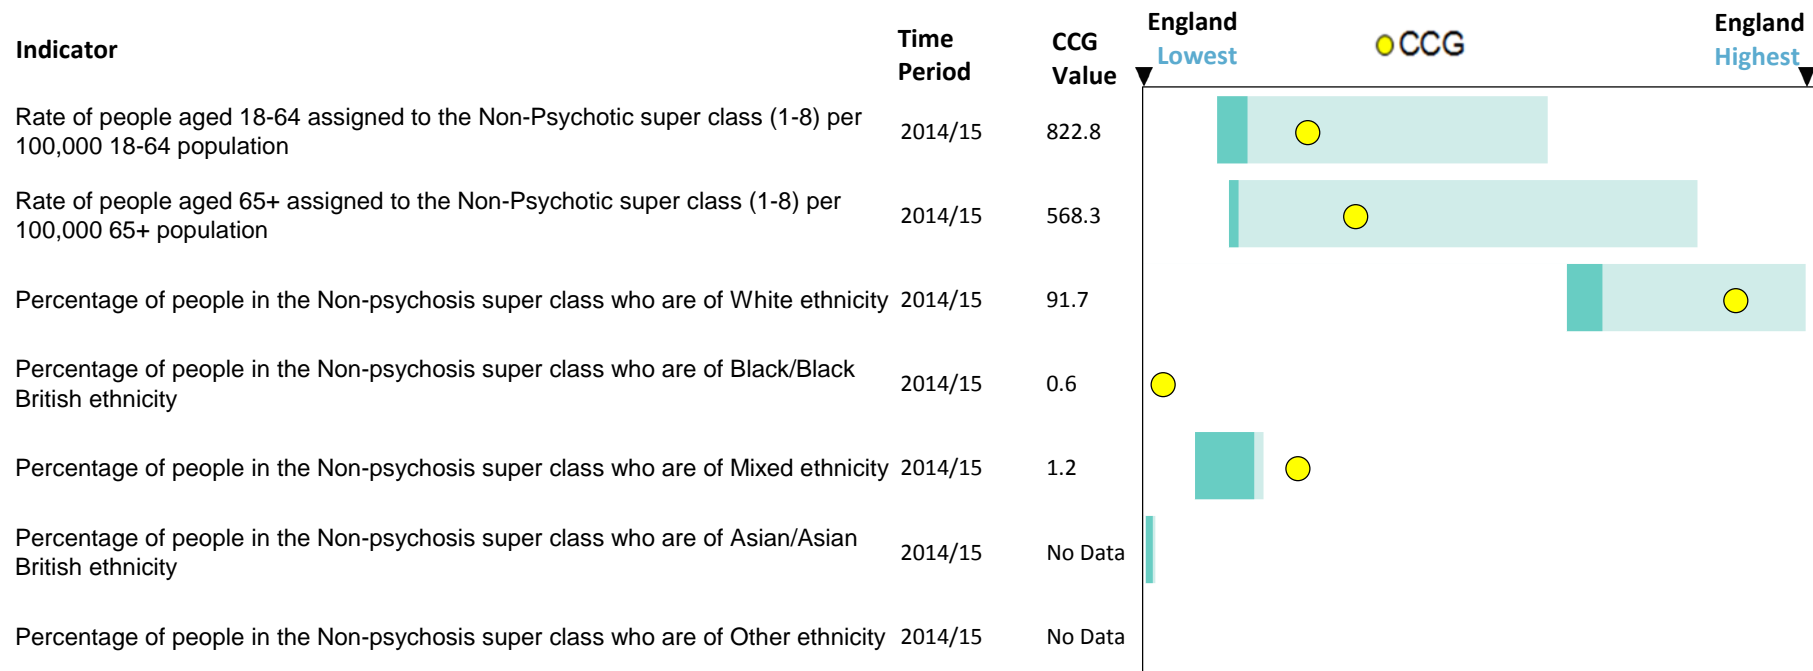 Indicator
Time
Period
CCG
Value
England
Lowest
CCG
England
Highest
Rate of people aged 18-64 assigned to the Non-Psychotic super class (1-8) per
100,000 18-64 population
2014/15
822.8
Rate of people aged 65+ assigned to the Non-Psychotic super class (1-8) per
100,000 65+ population
2014/15
568.3
Percentage of people in the Non-psychosis super class who are of White ethnicity
2014/15
91.7
Percentage of people in the Non-psychosis super class who are of Black/Black
British ethnicity
2014/15
0.6
Percentage of people in the Non-psychosis super class who are of Mixed ethnicity
2014/15
1.2
Percentage of people in the Non-psychosis super class who are of Asian/Asian
British ethnicity
2014/15
No Data
Percentage of people in the Non-psychosis super class who are of Other ethnicity
2014/15
No Data